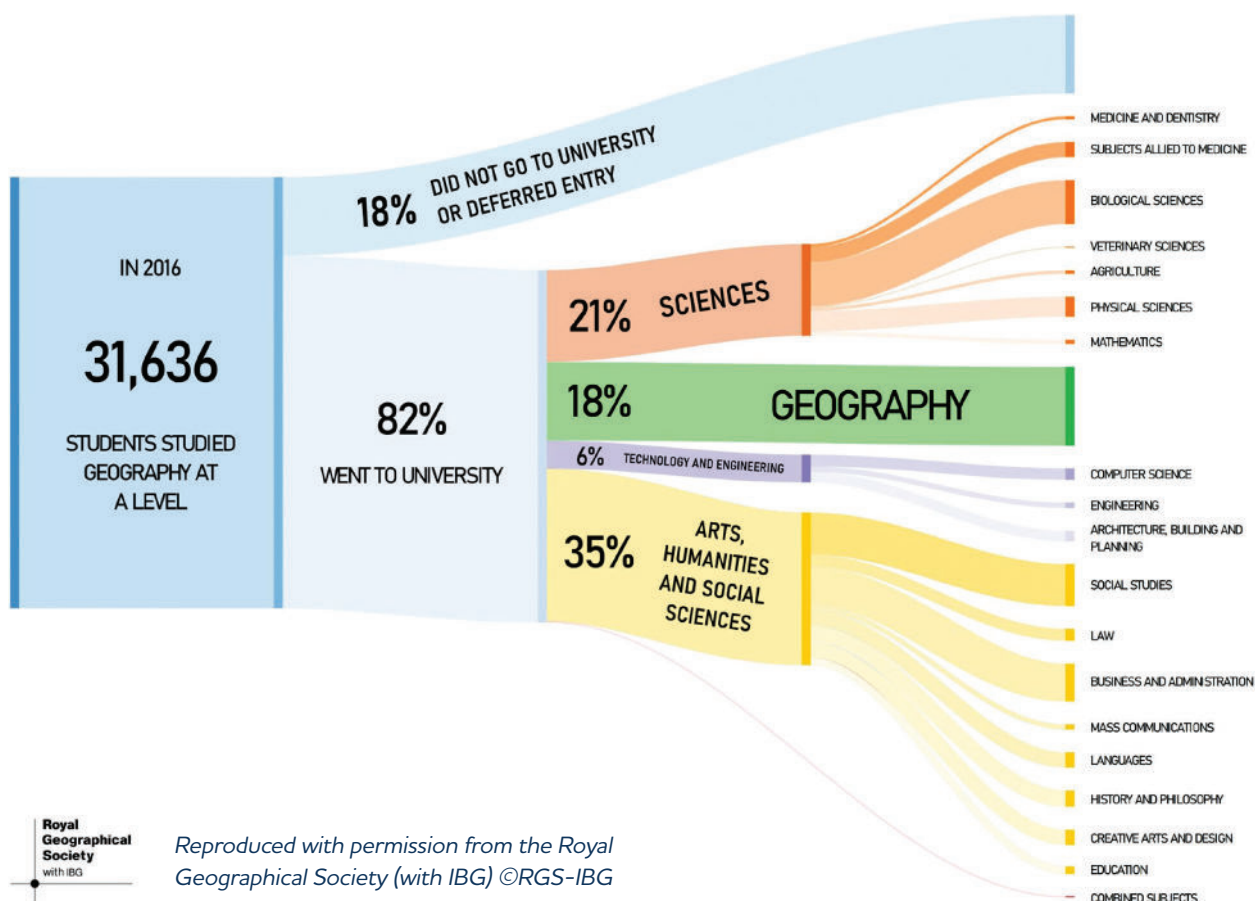 IN 2016
31,636
STUDENTS STUDIED
GEOGRAPHY AT
A LEVEL
18% DID NOT GO TO UNIVERSITY
OR DEFERRED ENTRY
82%
WENT TO UNIVERSITY
21% SCIENCES
18% GEOGRAPHY
6% TECHNOLOGY AND ENGINEERING
35% ARTS,
HUMANITIES
AND SOCIAL
SCIENCES
MEDICINE AND DENTISTRY
SUBJECTS ALLIED TO MEDICINE
BIOLOGICAL SCIENCES
VETERINARY SCIENCES
AGRICULTURE
PHYSICAL SCIENCES
MATHEMATICS
COMPUTER SCIENCE
ENGINEERING
ARCHITECTURE, BUILDING AND
PLANNING
SOCIAL STUDIES
LAW
BUSINESS AND ADMINISTRATION
MASS COMMUNICATIONS
LANGUAGES
HISTORY AND PHILOSOPHY
CREATIVE ARTS AND DESIGN
EDUCATION
COMBINED SUBJECTS
Royal
Geographical
Society
with IBG
Reproduced with permission from the Royal
Geographical Society (with IBG) ©RGS-IBG